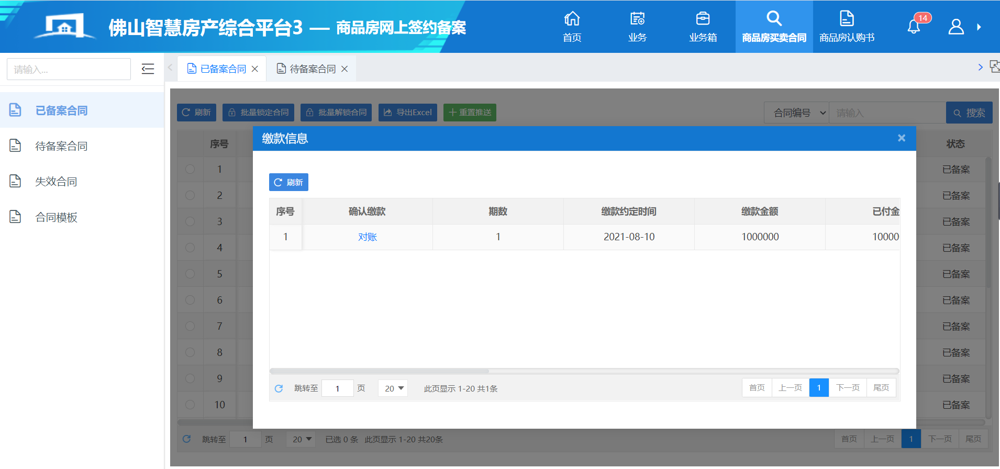 佛山智慧房产综合平台3 — 商品房网上签约备案
首页
业务
业务箱
商品房买卖合同
商品房认购书
14
请输入...
已备案合同
待备案合同
已备案合同
待备案合同
失效合同
合同模板
刷新
批量锁定合同
批量解锁合同
导出Excel
重置推送
合同编号
请输入
搜索
序号
状态
1 已备案
2 已备案
3 已备案
4 已备案
5 已备案
6 已备案
7 已备案
8 已备案
9 已备案
10 已备案
缴款信息
刷新
序号 确认缴款 期数 缴款约定时间 缴款金额 已付金
1 对账 1 2021-08-10 1000000 10000
跳转至 1 页 20 此页显示 1-20 共1条 首页 上一页 1 下一页 尾页
跳转至 1 页 20 已选 0 条 此页显示 1-20 共20条 首页 上一页 1 下一页 尾页